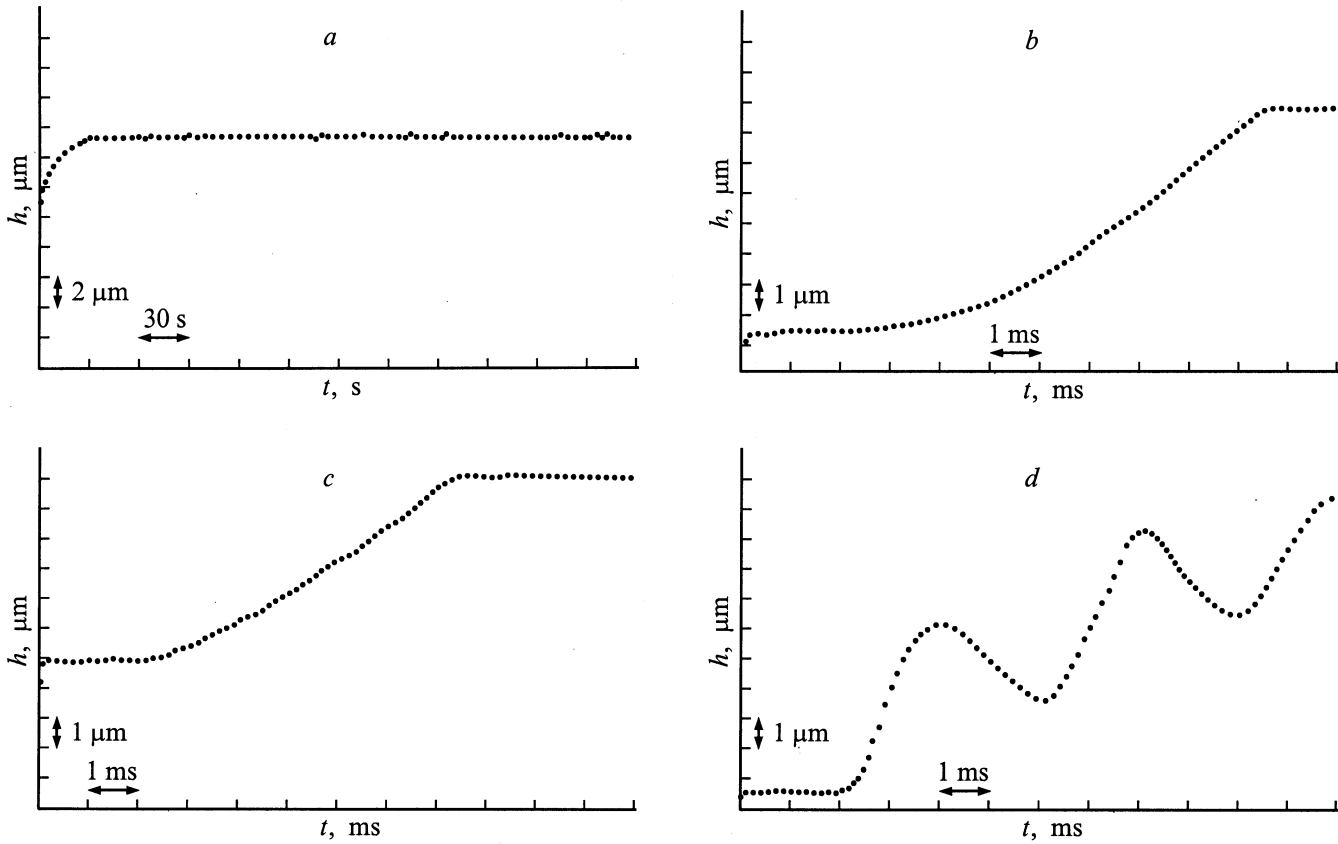 a
h, μm
2 μm
30 s
t, s
b
h, μm
1 μm
1 ms
t, ms
c
h, μm
1 μm
1 ms
t, ms
d
h, μm
1 μm
1 ms
t, ms